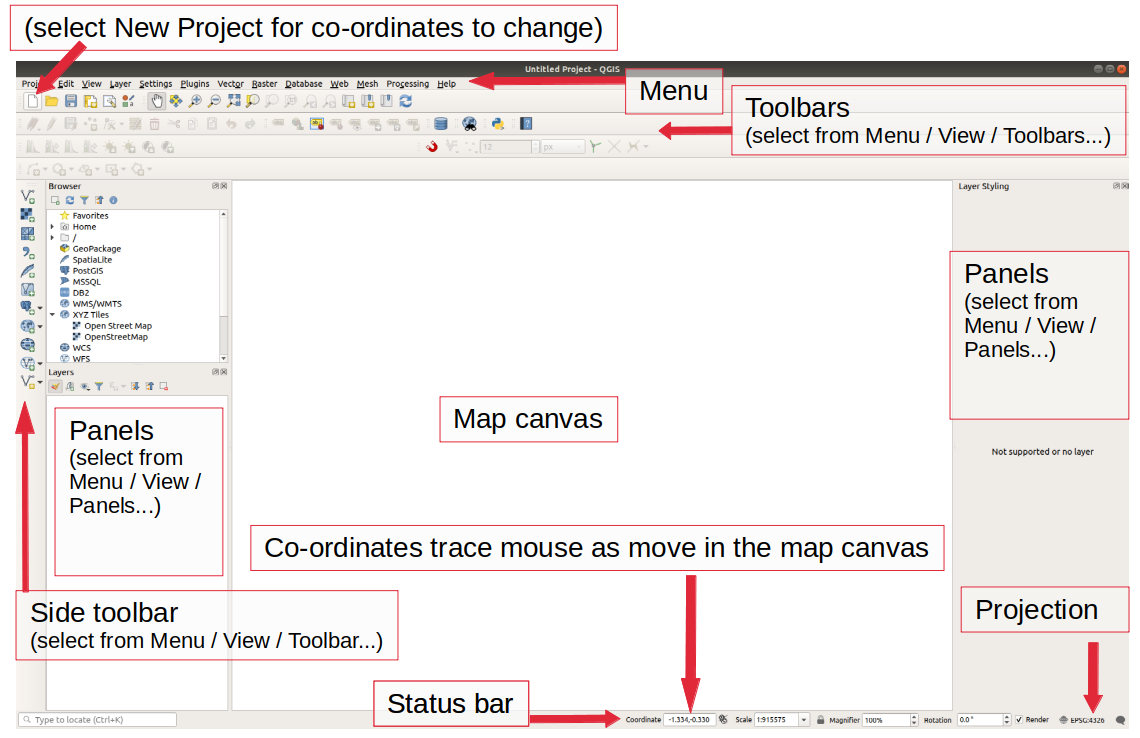 (select New Project for co-ordinates to change)
Untitled Project - QGIS
Edit View Layer Settings Plugins Vector Raster Database Web Mesh Processing Help
Menu
Toolbars
(select from Menu / View / Toolbars...)
12 px
Browser
Layer Styling
Favorites
Home
/
GeoPackage
SpatiaLite
PostGIS
MSSQL
DB2
WMS/WMTS
XYZ Tiles
Open Street Map
OpenStreetMap
WCS
WFS
Panels
(select from
Menu / View /
Panels...)
Layers
Panels
(select from
Menu / View /
Panels...)
Map canvas
Not supported or no layer
Co-ordinates trace mouse as move in the map canvas
Side toolbar
(select from Menu / View / Toolbar...)
Projection
Status bar
Type to locate (Ctrl+K)
Coordinate -1.334,-0.330 Scale 1:915575 Magnifier 100% Rotation 0.0 ° Render EPSG:4326